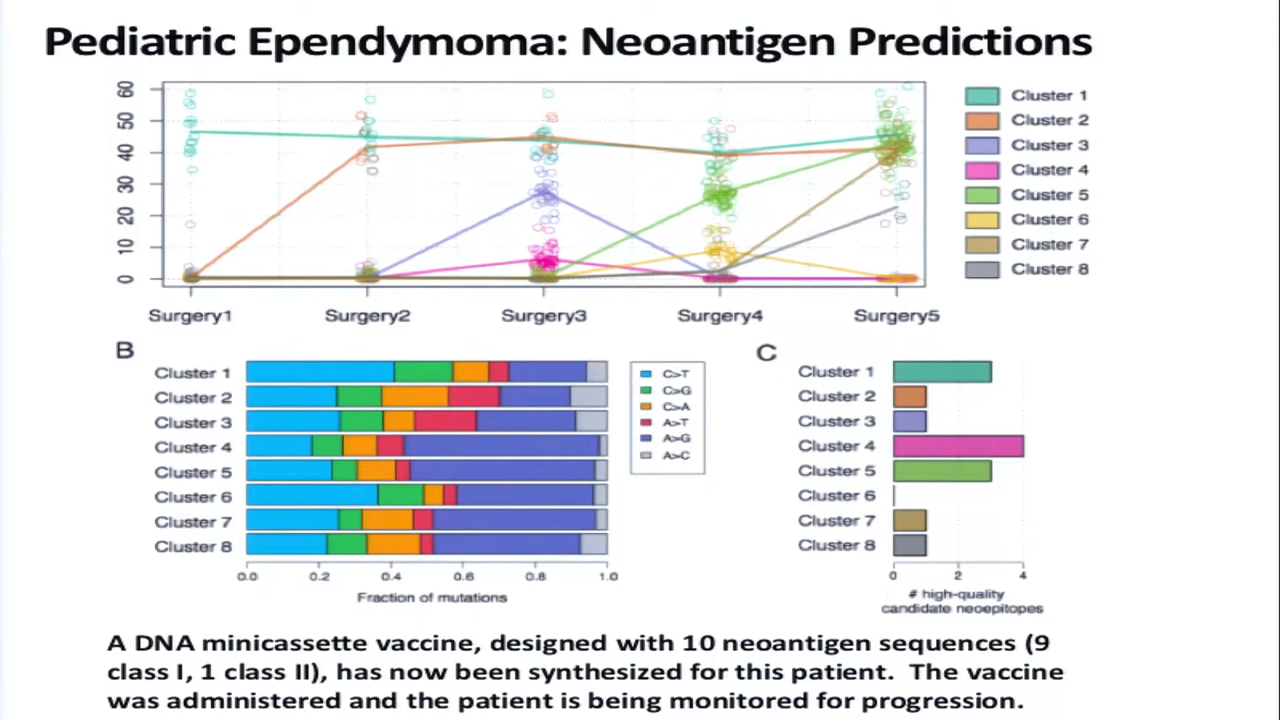 Pediatric Ependymoma: Neoantigen Predictions
60
50
40
30
20
10
0
Surgery1 Surgery2 Surgery3 Surgery4 Surgery5
Cluster 1
Cluster 2
Cluster 3
Cluster 4
Cluster 5
Cluster 6
Cluster 7
Cluster 8
B
Cluster 1
Cluster 2
Cluster 3
Cluster 4
Cluster 5
Cluster 6
Cluster 7
Cluster 8
0.0 0.2 0.4 0.6 0.8 1.0
Fraction of mutations
C>T
C>G
C>A
A>T
A>G
A>C
C
Cluster 1
Cluster 2
Cluster 3
Cluster 4
Cluster 5
Cluster 6
Cluster 7
Cluster 8
0 2 4
# high-quality
candidate neoepitopes
A DNA minicassette vaccine, designed with 10 neoantigen sequences (9
class I, 1 class II), has now been synthesized for this patient. The vaccine
was administered and the patient is being monitored for progression.